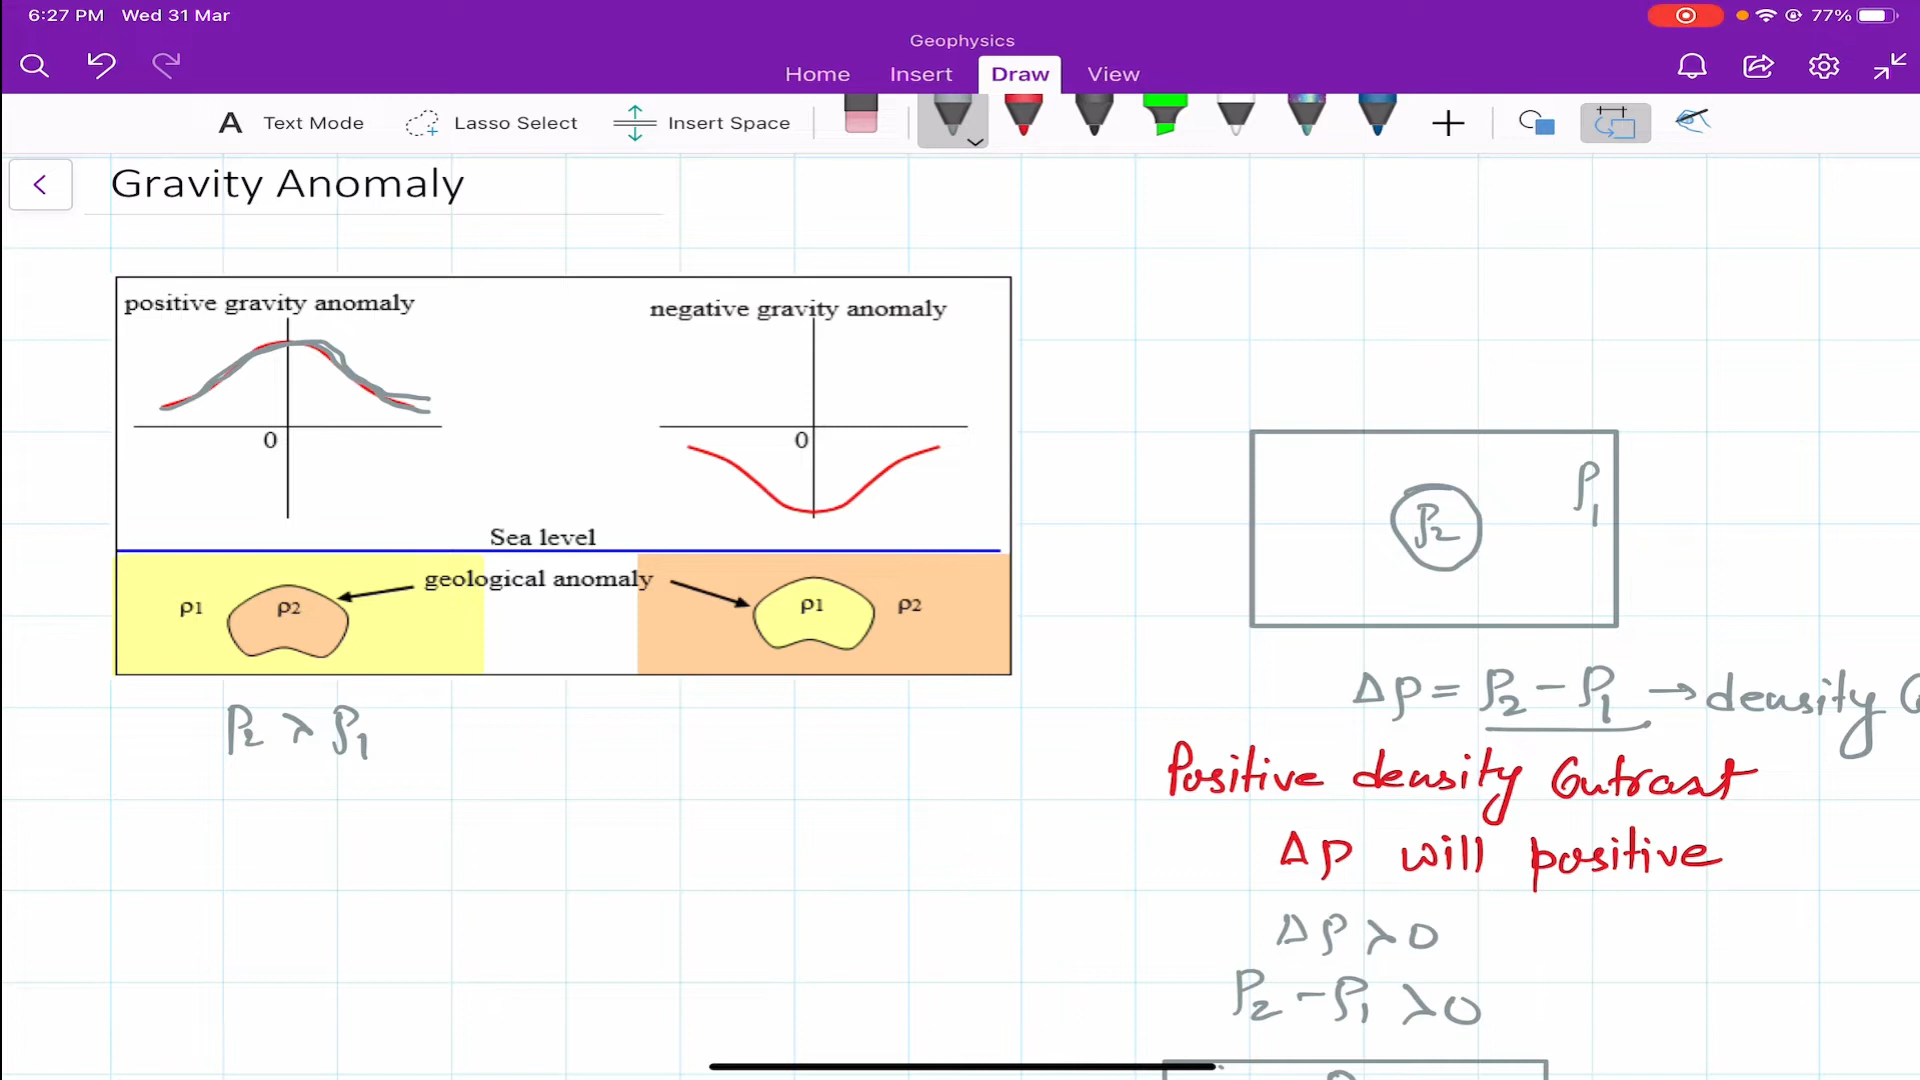 6:27 PM Wed 31 Mar
77%
Geophysics
Home Insert Draw View
A Text Mode Lasso Select Insert Space
Gravity Anomaly
positive gravity anomaly
negative gravity anomaly
0
0
Sea level
geological anomaly
ρ1 ρ2
ρ1 ρ2
ρ2 > ρ1
ρ2
ρ1
Δρ = ρ2 - ρ1 → density
Positive density Contrast
Δρ will positive
Δρ > 0
ρ2 - ρ1 > 0